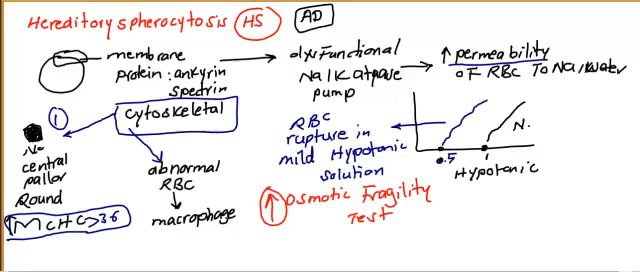 Hereditory spherocytosis HS AD
membrane
protein: ankyrin
spectrin
dysfunctional
Na/K atpase
pump
↑ permeability
of RBC To Na/water
cytoskeletal
①
No
central
pallor
Round
↑MCHC>36
abnormal
RBC
↓
macrophage
RBC
rupture in
mild Hypotonic
solution
N.
0.5 1
Hypotonic
↑ osmotic Fragility
Test